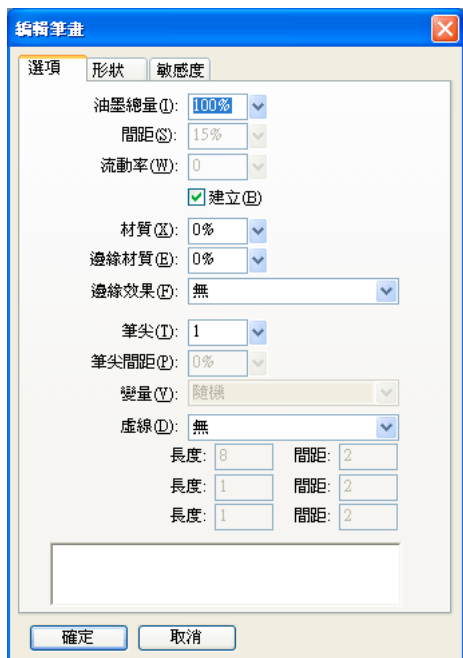 編輯筆畫
選項 形狀 敏感度
油墨總量(I): 100%
間距(S): 15%
流動率(W): 0
建立(B)
材質(X): 0%
邊緣材質(E): 0%
邊緣效果(F): 無
筆尖(T): 1
筆尖間距(P): 0%
變量(V): 隨機
虛線(D): 無
長度: 8 間距: 2
長度: 1 間距: 2
長度: 1 間距: 2
確定 取消